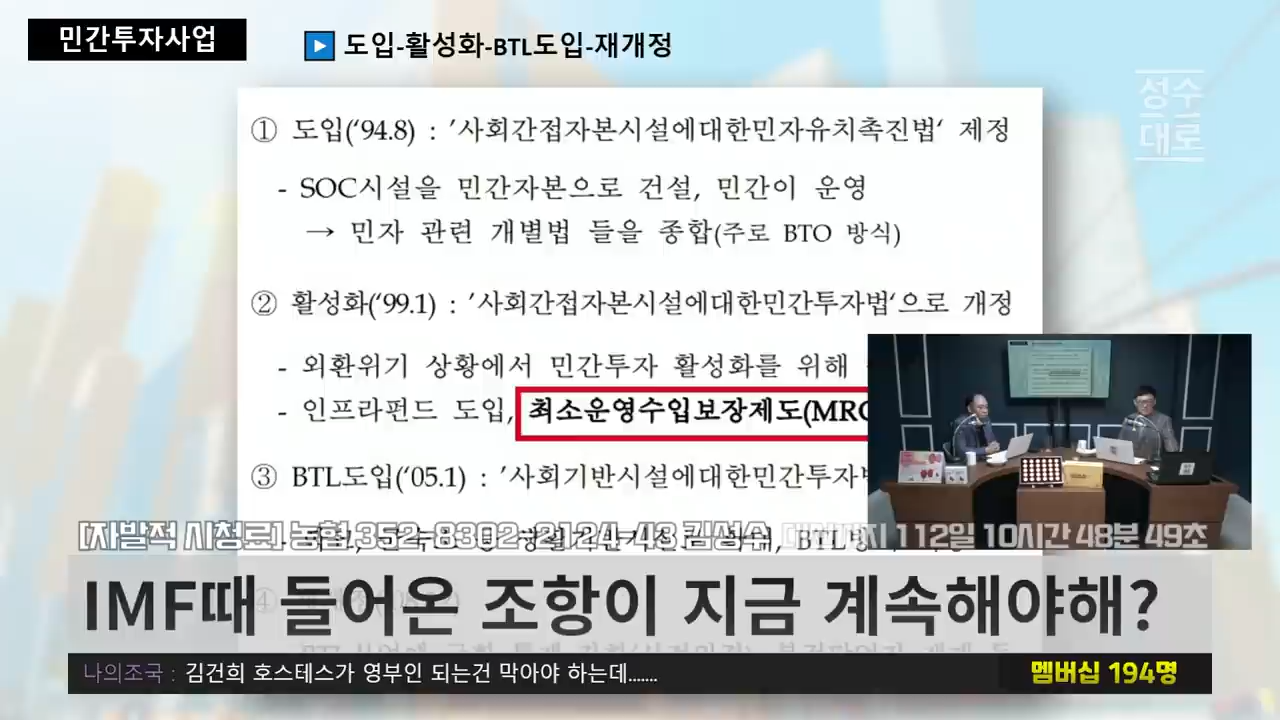 민간투자사업
도입-활성화-BTL도입-재개정
성수
대로
① 도입(‘94.8) : ’사회간접자본시설에대한민자유치촉진법‘ 제정
- SOC시설을 민간자본으로 건설, 민간이 운영
→ 민자 관련 개별법 들을 종합(주로 BTO 방식)
② 활성화(‘99.1) : ’사회간접자본시설에대한민간투자법‘으로 개정
- 외환위기 상황에서 민간투자 활성화를 위해
- 인프라펀드 도입, 최소운영수입보장제도(MRG
③ BTL도입(‘05.1) : ’사회기반시설에대한민간투자법
[자발적 시청료] 농협 352-8302-2124-43 김성수 112일 10시간 48분 49초
IMF때 들어온 조항이 지금 계속해야해?
나의조국 : 김건희 호스테스가 영부인 되는건 막아야 하는데.......
멤버십 194명